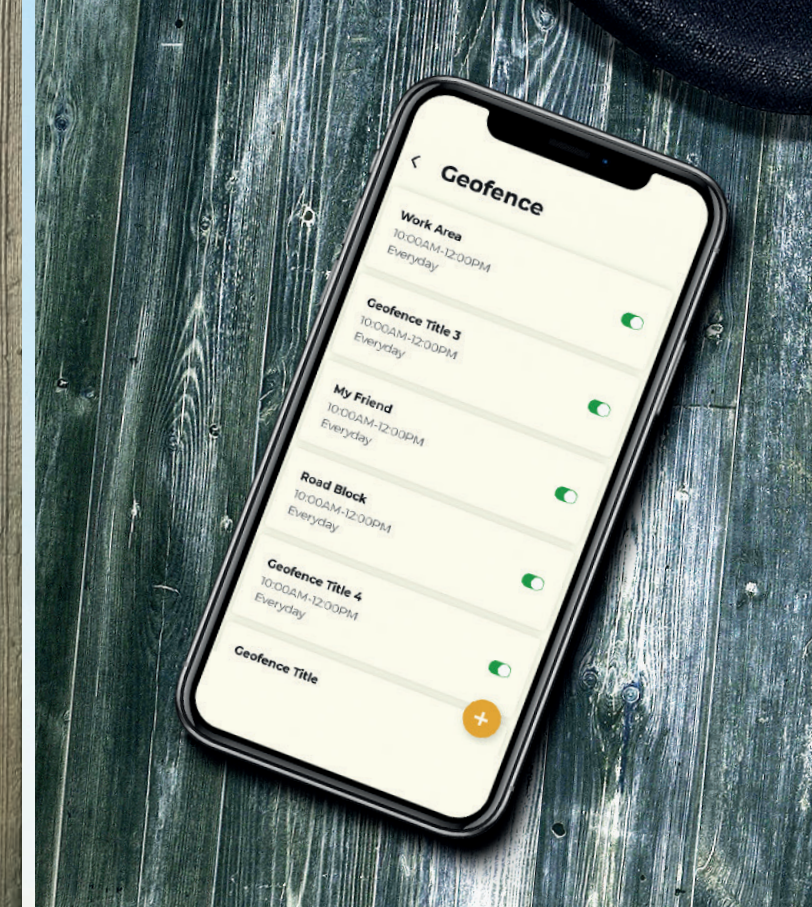 Geofence
Work Area
10:00AM-12:00PM
Everyday
Geofence Title 3
10:00AM-12:00PM
Everyday
My Friend
10:00AM-12:00PM
Everyday
Road Block
10:00AM-12:00PM
Everyday
Geofence Title 4
10:00AM-12:00PM
Everyday
Geofence Title